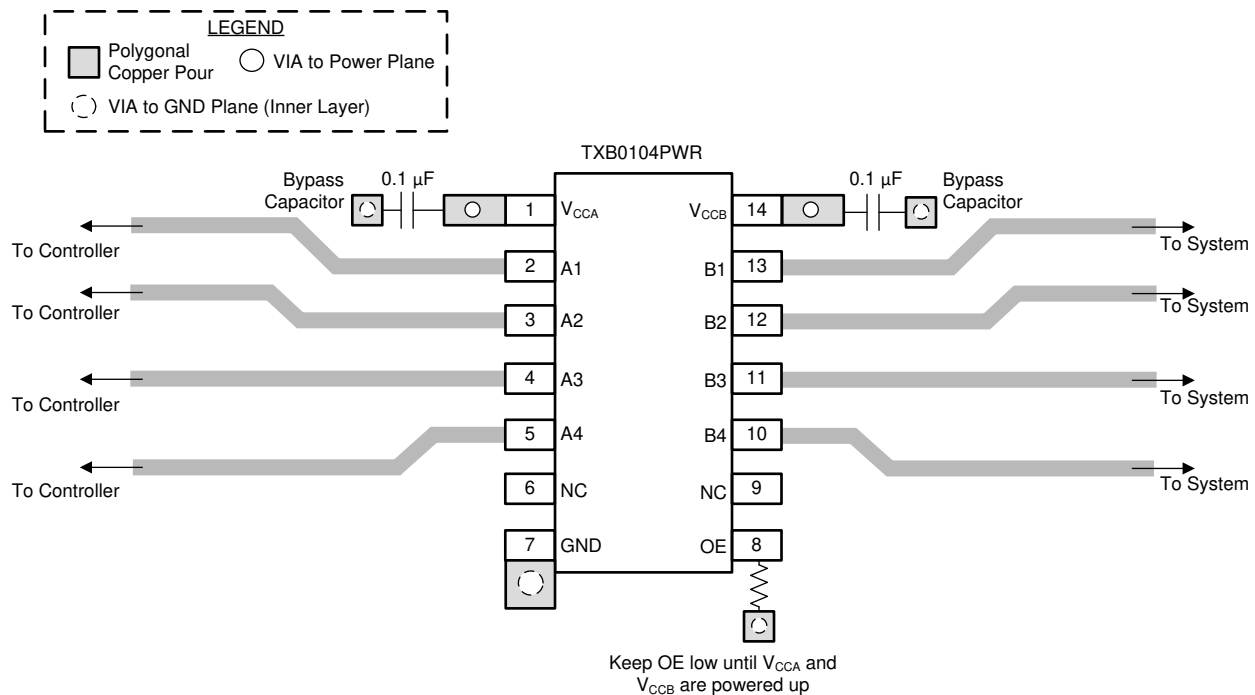 LEGEND
Polygonal
Copper Pour
VIA to Power Plane
VIA to GND Plane (Inner Layer)
TXB0104PWR
Bypass
Capacitor
0.1 µF
0.1 µF
Bypass
Capacitor
1 VCCA
VCCB 14
To Controller
2 A1
B1 13
To System
To Controller
3 A2
B2 12
To System
4 A3
B3 11
To Controller
To System
5 A4
B4 10
To Controller
To System
6 NC
NC 9
7 GND
OE 8
Keep OE low until VCCA and
VCCB are powered up